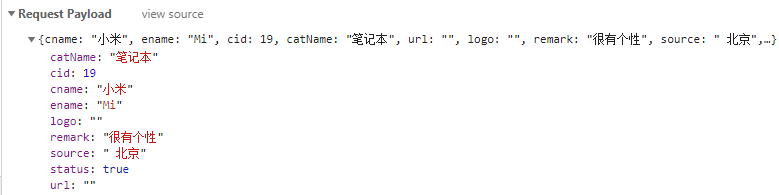 ▼Request Payload view source
▼{cname: "小米", ename: "Mi", cid: 19, catName: "笔记本", url: "", logo: "", remark: "很有个性", source: " 北京",…}
catName: "笔记本"
cid: 19
cname: "小米"
ename: "Mi"
logo: ""
remark: "很有个性"
source: " 北京"
status: true
url: ""